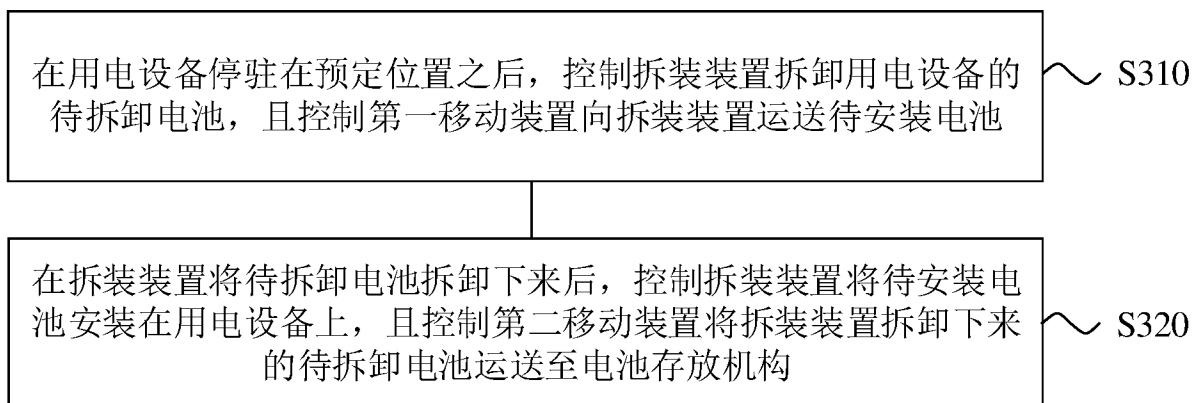 在用电设备停驻在预定位置之后，控制拆装装置拆卸用电设备的
待拆卸电池，且控制第一移动装置向拆装装置运送待安装电池
S310
在拆装装置将待拆卸电池拆卸下来后，控制拆装装置将待安装电
池安装在用电设备上，且控制第二移动装置将拆装装置拆卸下来
的待拆卸电池运送至电池存放机构
S320